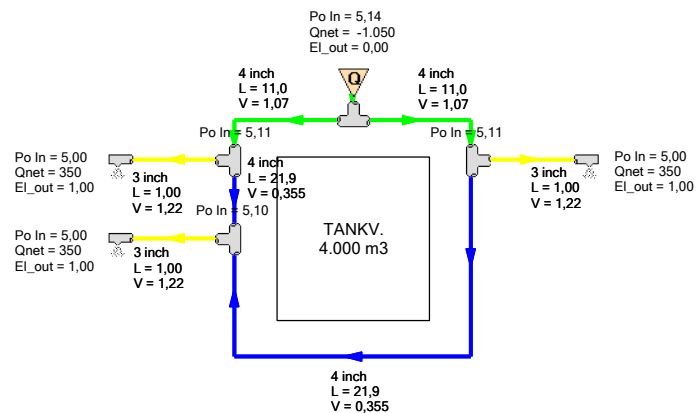 Po In = 5,14
Qnet = -1.050
El_out = 0,00
Q
4 inch
L = 11,0
V = 1,07
4 inch
L = 11,0
V = 1,07
Po In = 5,11
Po In = 5,11
Po In = 5,00
Qnet = 350
El_out = 1,00
3 inch
L = 1,00
V = 1,22
4 inch
L = 21,9
V = 0,355
3 inch
L = 1,00
V = 1,22
Po In = 5,00
Qnet = 350
El_out = 1,00
Po In = 5,10
Po In = 5,00
Qnet = 350
El_out = 1,00
3 inch
L = 1,00
V = 1,22
TANKV.
4.000 m3
4 inch
L = 21,9
V = 0,355